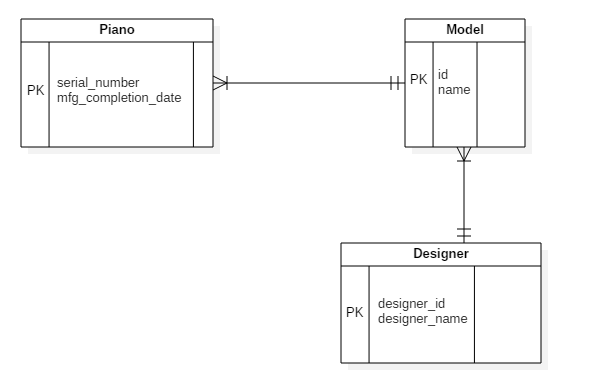 Piano
PK
serial_number
mfg_completion_date
Model
PK
id
name
Designer
PK
designer_id
designer_name